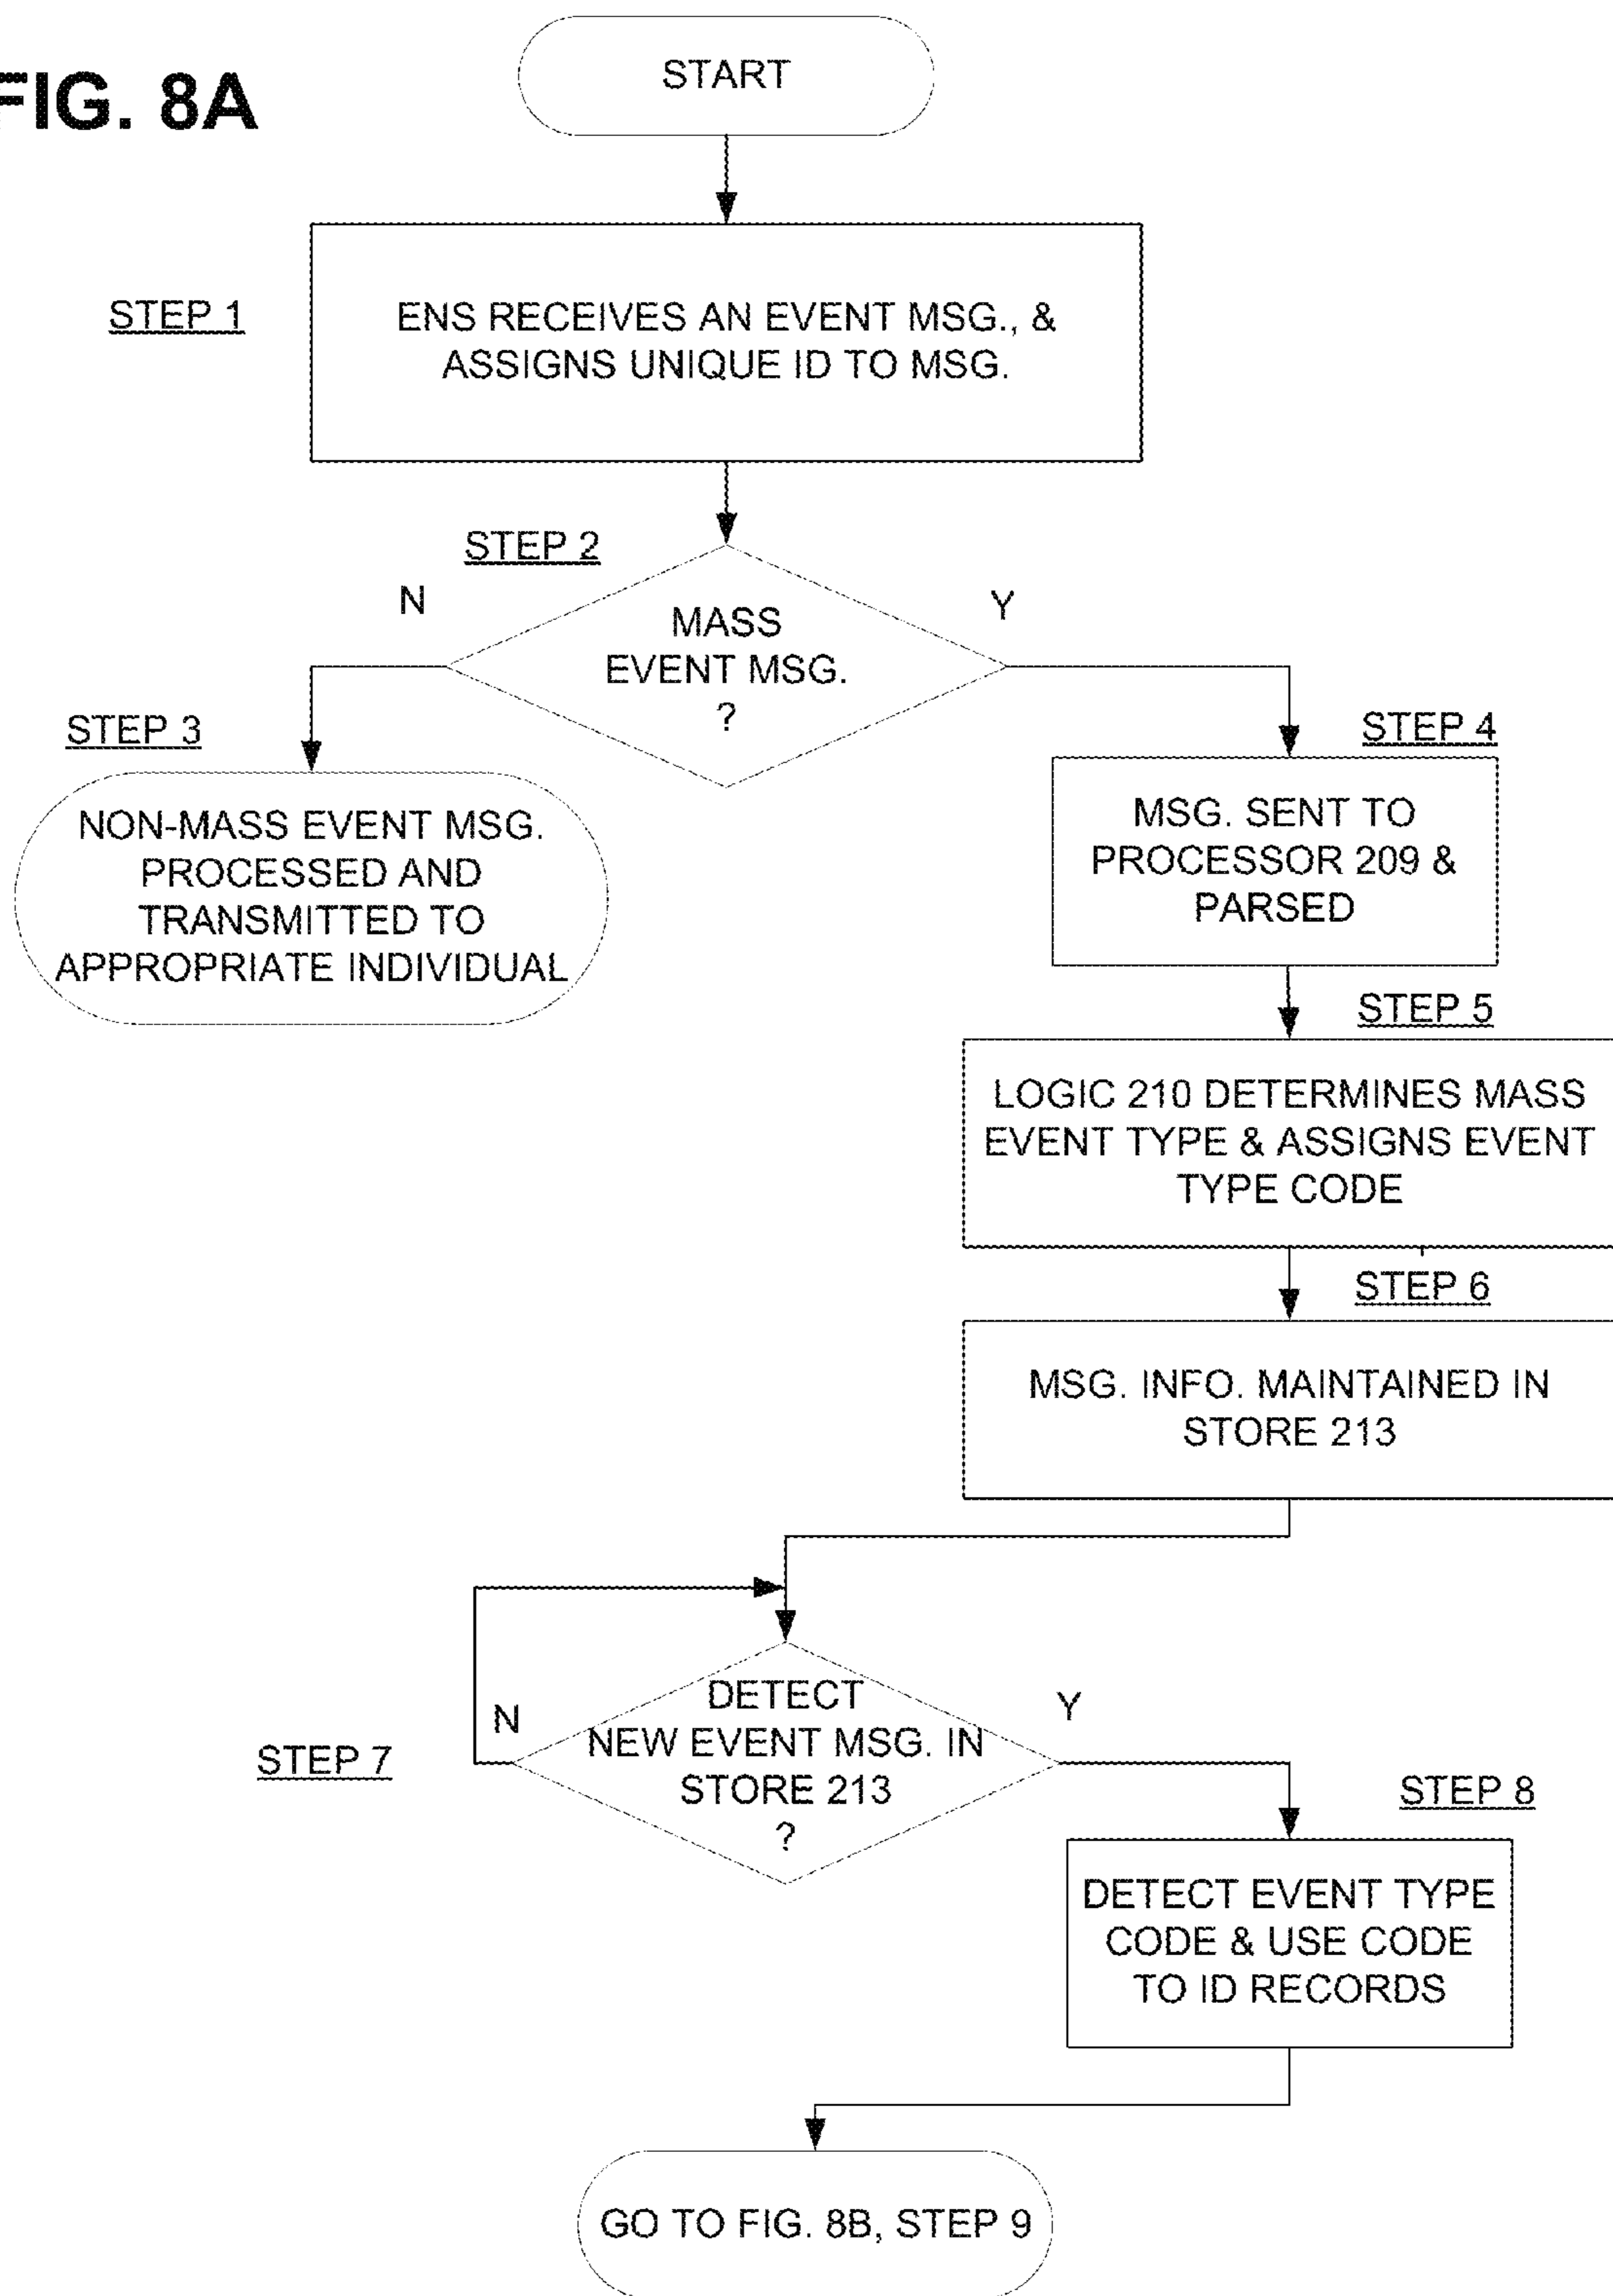 FIG. 8A
START
STEP 1
ENS RECEIVES AN EVENT MSG., &
ASSIGNS UNIQUE ID TO MSG.
STEP 2
N
Y
MASS
EVENT MSG.
?
STEP 3
NON-MASS EVENT MSG.
PROCESSED AND
TRANSMITTED TO
APPROPRIATE INDIVIDUAL
STEP 4
MSG. SENT TO
PROCESSOR 209 &
PARSED
STEP 5
LOGIC 210 DETERMINES MASS
EVENT TYPE & ASSIGNS EVENT
TYPE CODE
STEP 6
MSG. INFO. MAINTAINED IN
STORE 213
STEP 7
N
Y
DETECT
NEW EVENT MSG. IN
STORE 213
?
STEP 8
DETECT EVENT TYPE
CODE & USE CODE
TO ID RECORDS
GO TO FIG. 8B, STEP 9